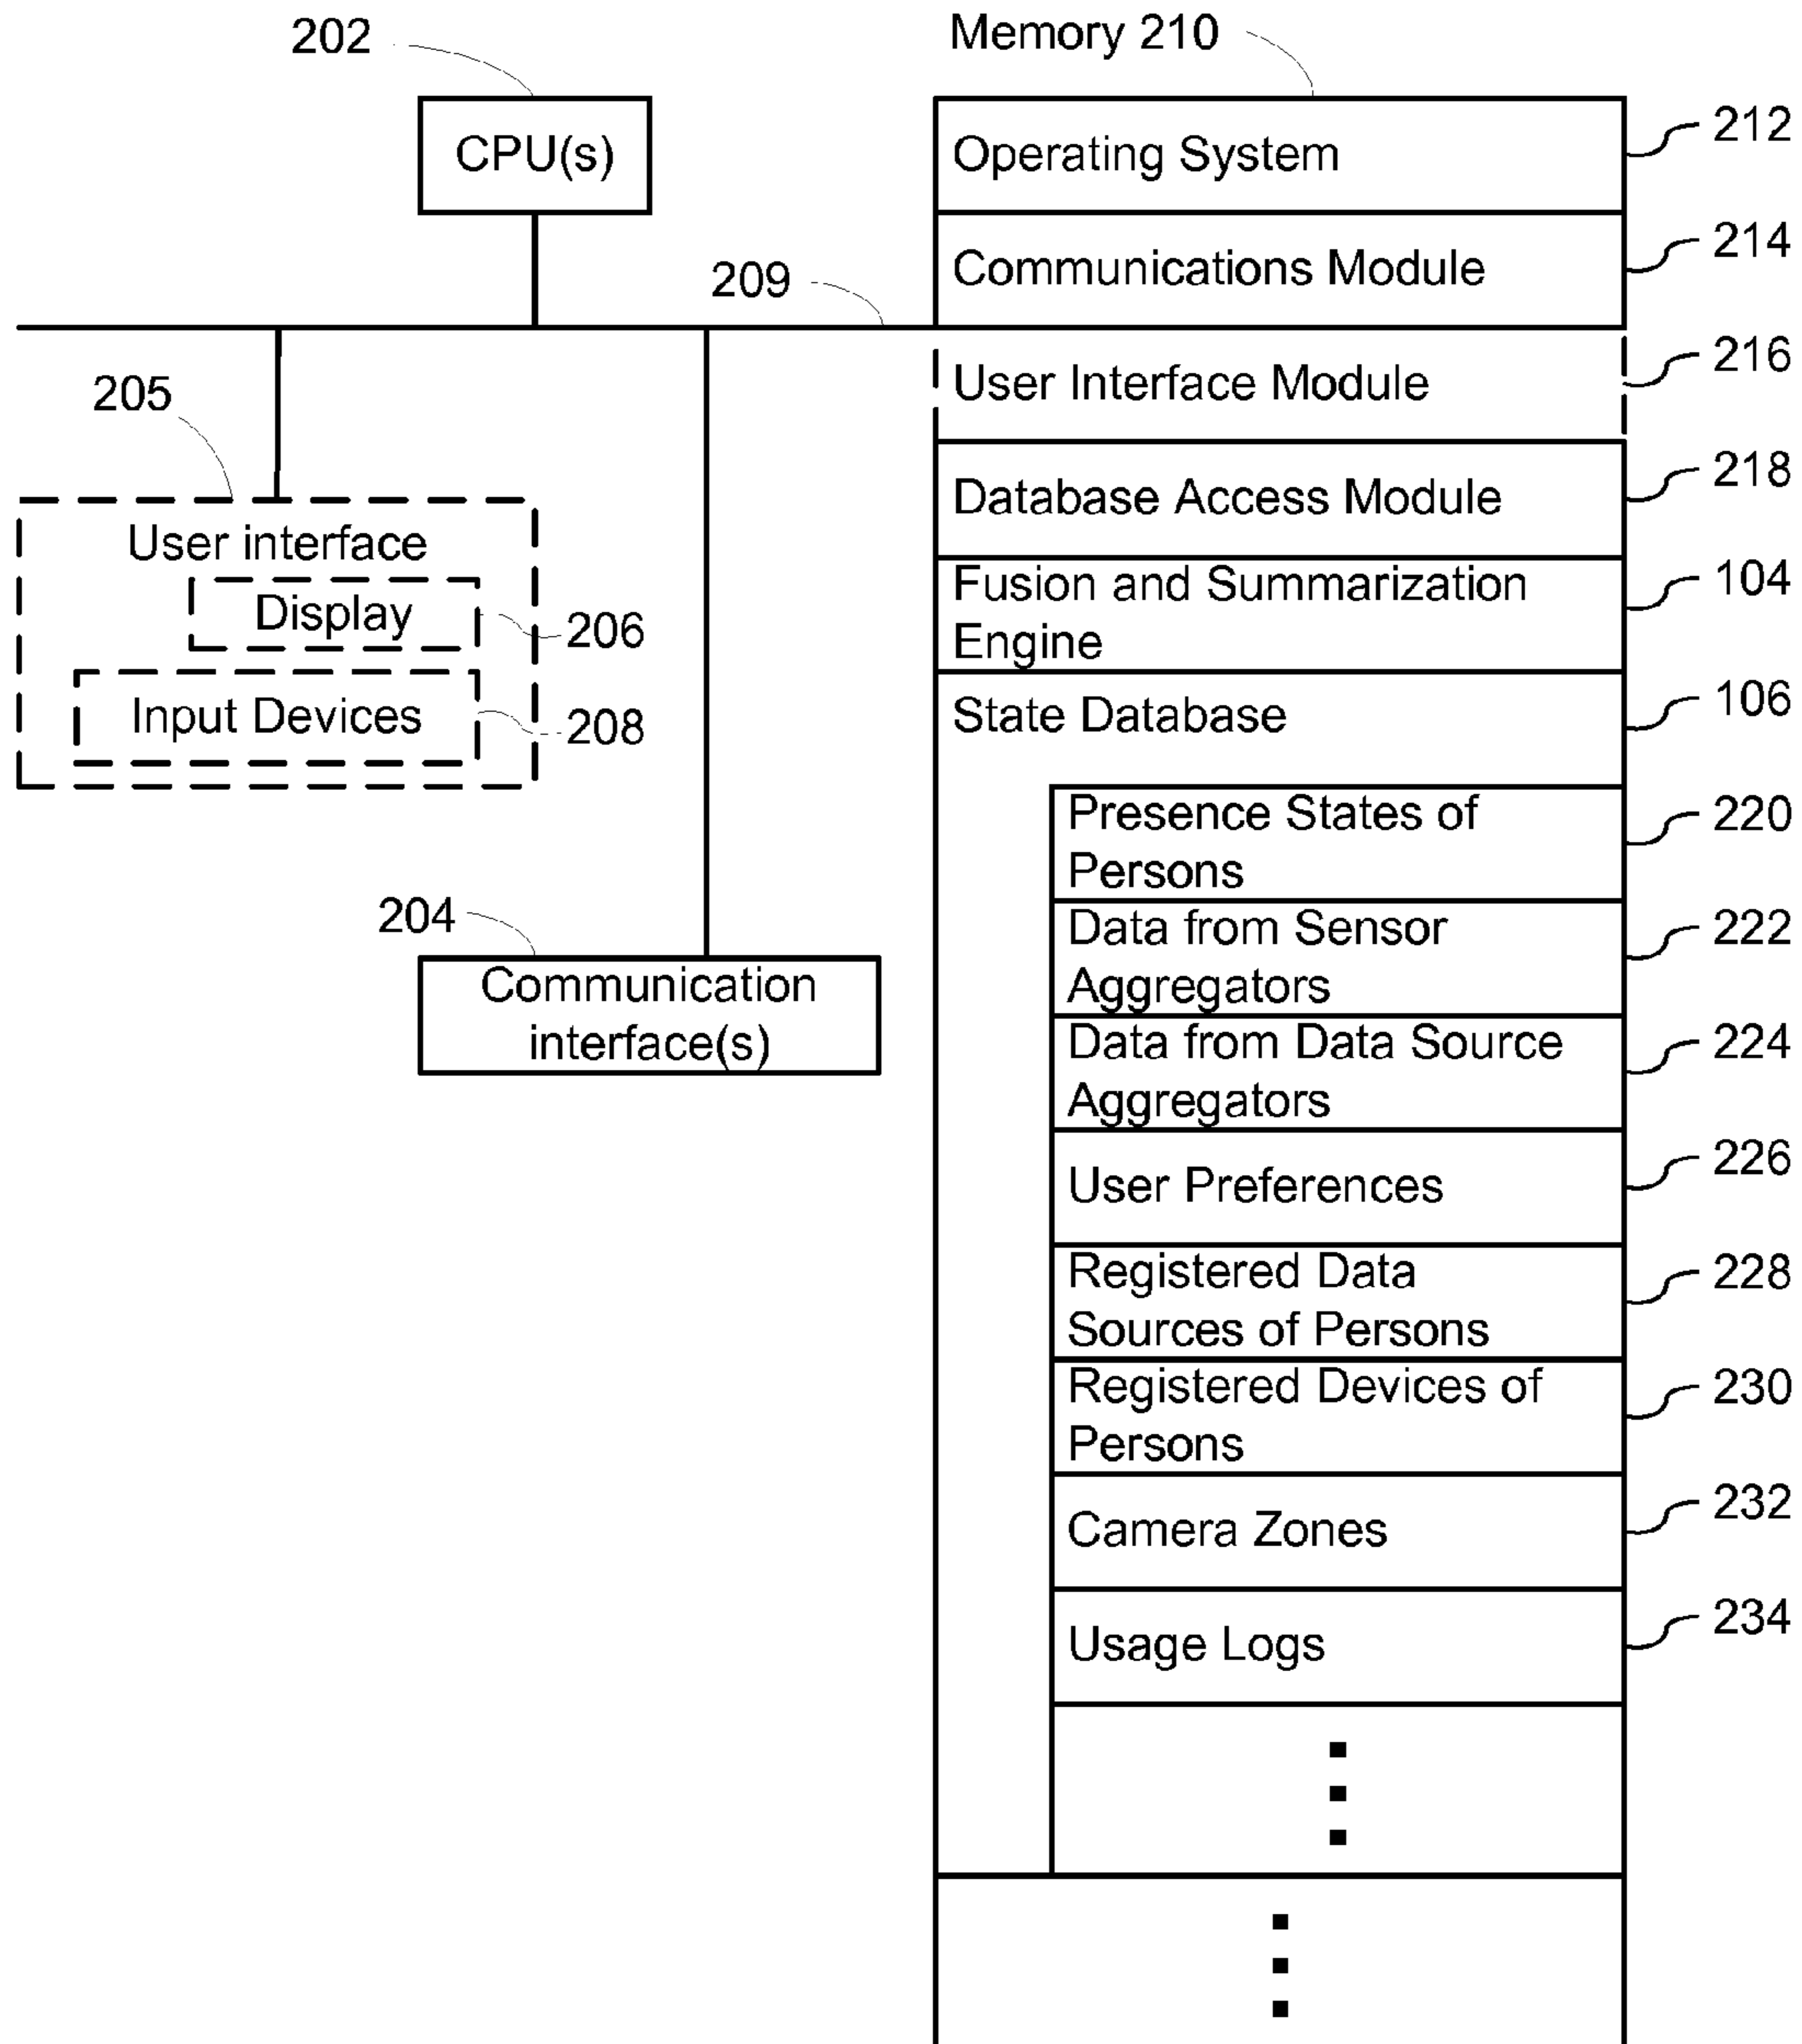 202
Memory 210
CPU(s)
Operating System
212
Communications Module
214
209
User Interface Module
216
205
Database Access Module
218
User interface
Display
206
Input Devices
208
Fusion and Summarization
Engine
104
State Database
106
Presence States of
Persons
220
204
Communication
interface(s)
Data from Sensor
Aggregators
222
Data from Data Source
Aggregators
224
User Preferences
226
Registered Data
Sources of Persons
228
Registered Devices of
Persons
230
Camera Zones
232
Usage Logs
234